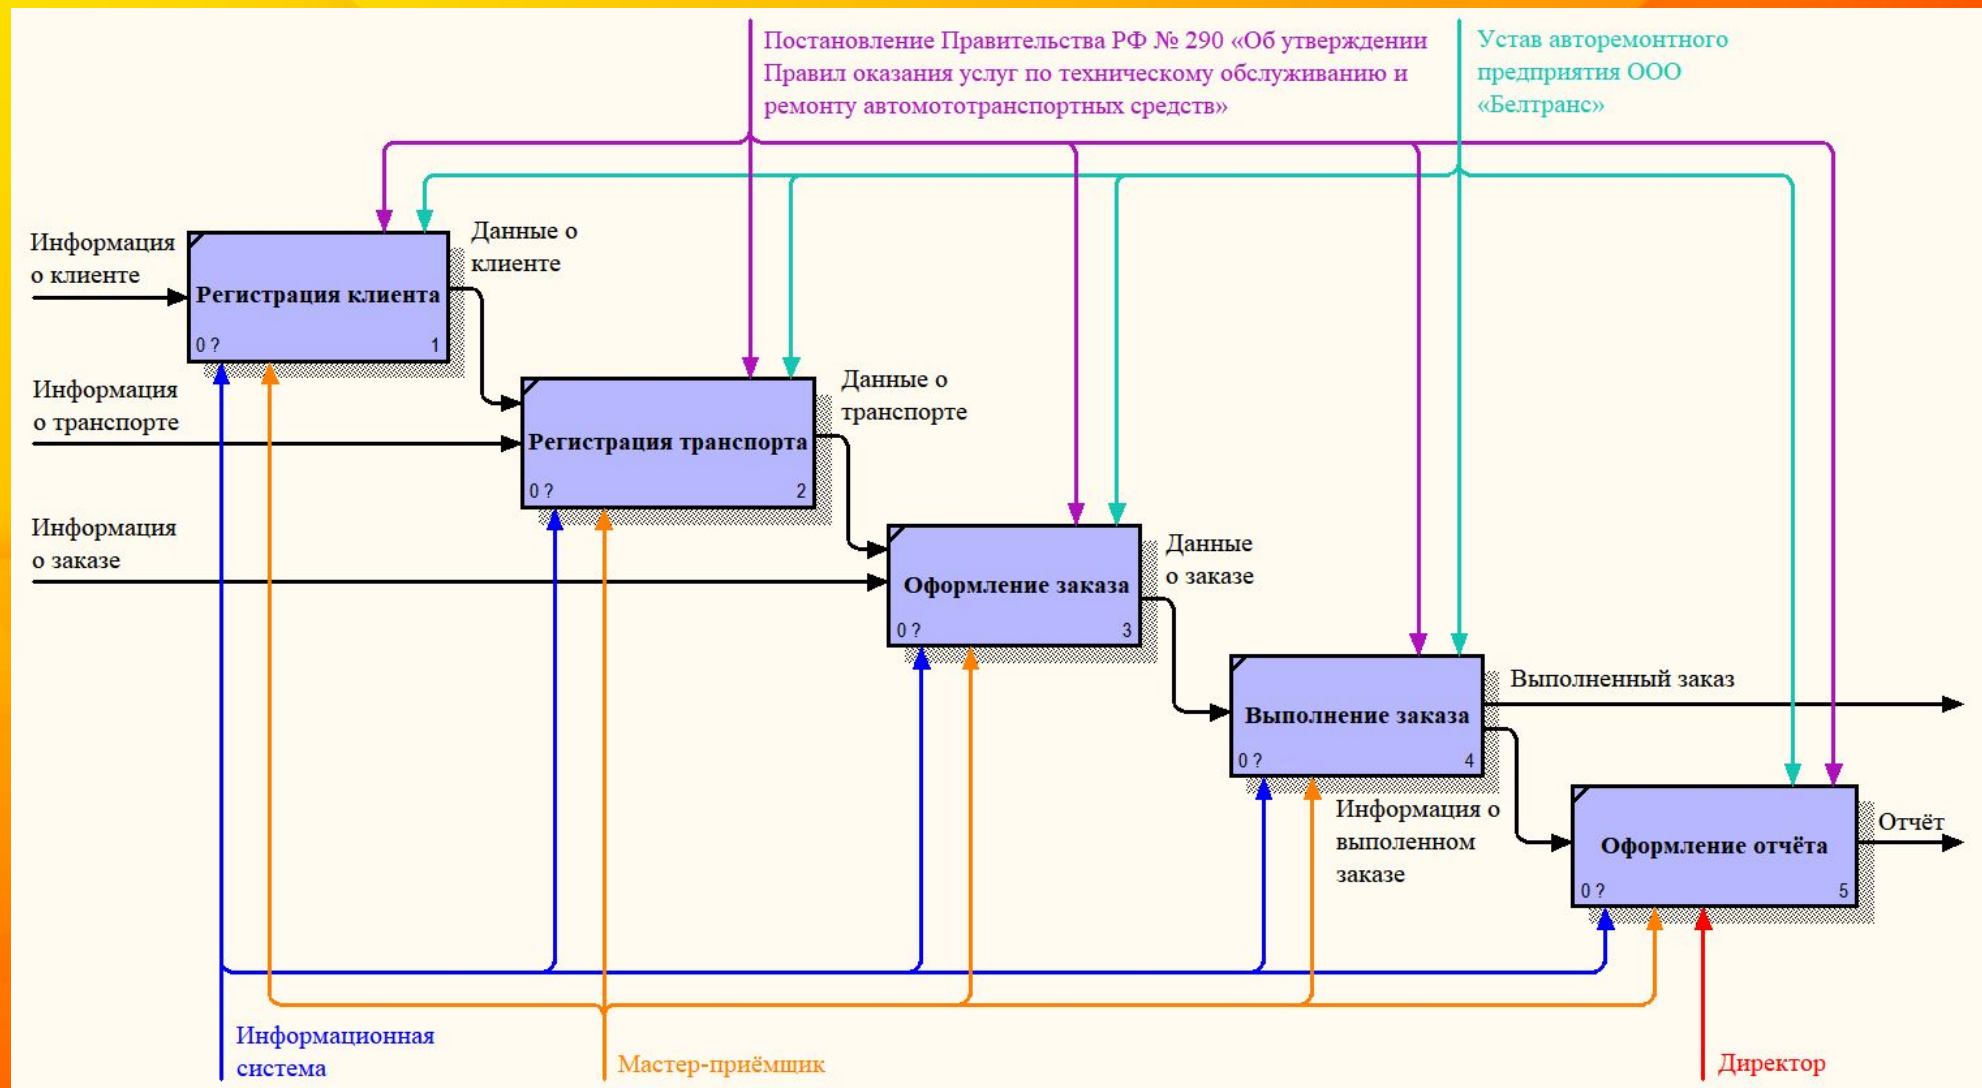 Постановление Правительства РФ № 290 «Об утверждении
Правил оказания услуг по техническому обслуживанию и
ремонту автомототранспортных средств»
Устав авторемонтного
предприятия ООО
«Белтранс»
Информация
о клиенте
Регистрация клиента
0 ?
1
Данные о
клиенте
Информация
о транспорте
Регистрация транспорта
0 ?
2
Данные о
транспорте
Информация
о заказе
Оформление заказа
0 ?
3
Данные
о заказе
Выполнение заказа
0 ?
4
Выполненный заказ
Информация о
выполенном
заказе
Оформление отчёта
0 ?
5
Отчёт
Информационная
система
Мастер-приёмщик
Директор